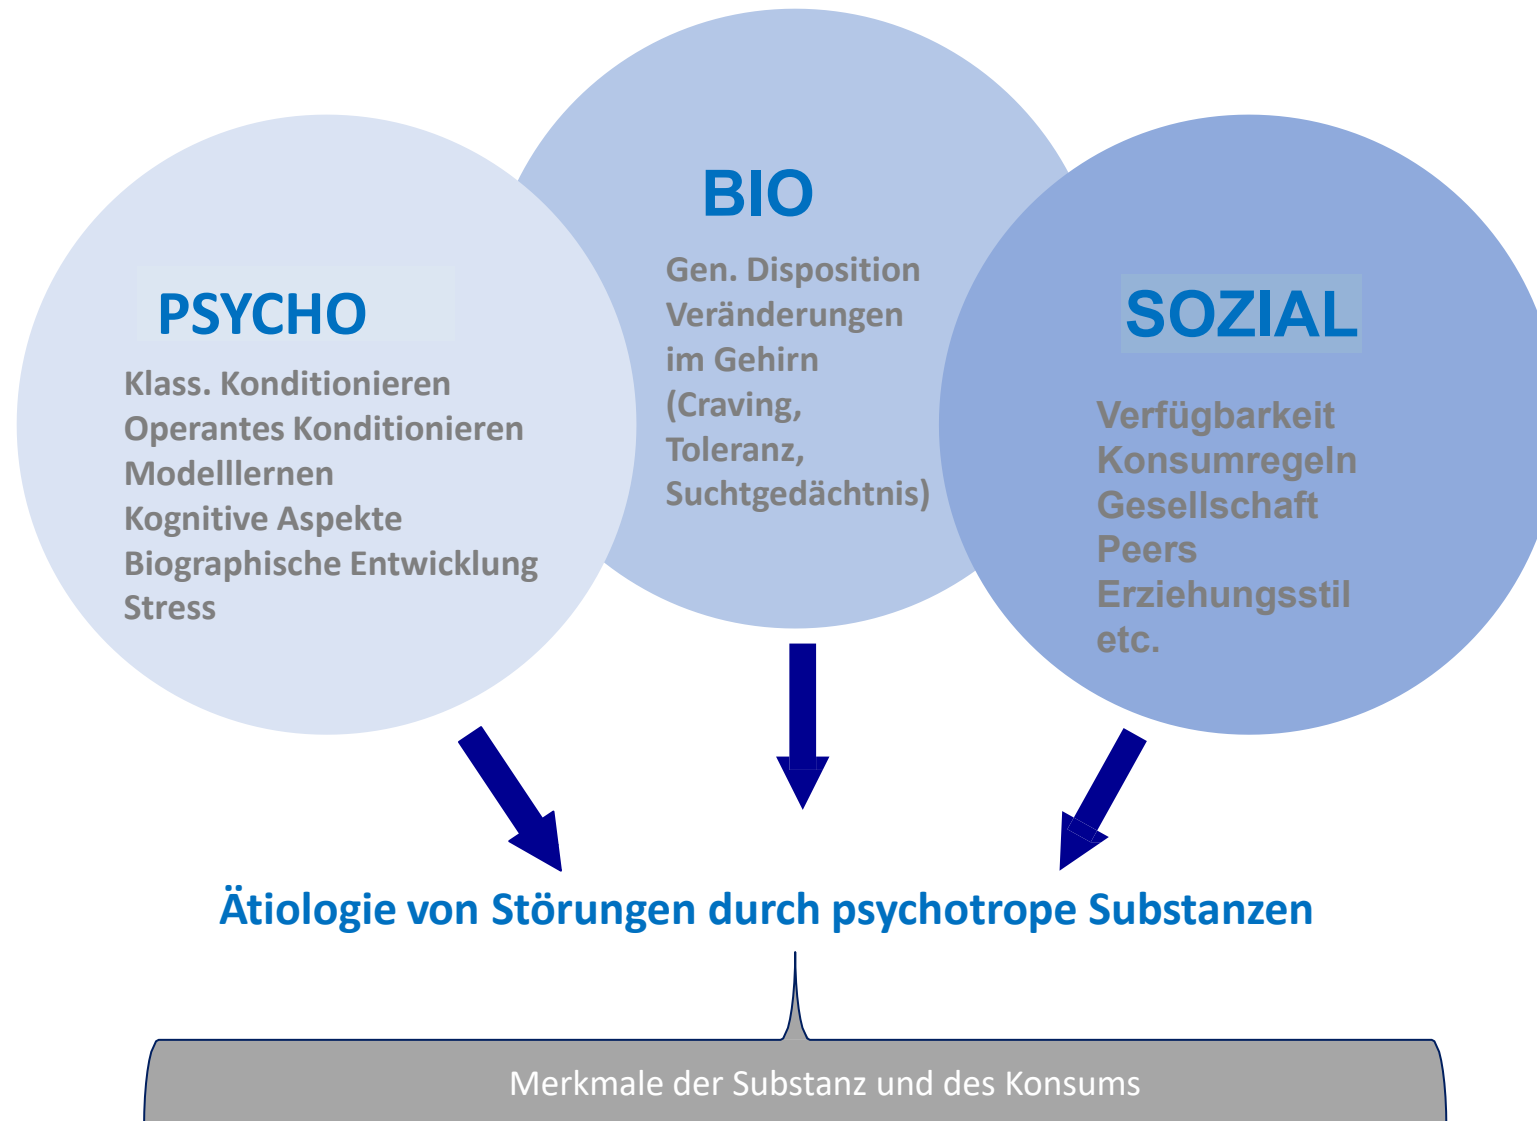 PSYCHO
Klass. Konditionieren
Operantes Konditionieren
Modelllernen
Kognitive Aspekte
Biographische Entwicklung
Stress
BIO
Gen. Disposition
Veränderungen
im Gehirn
(Craving,
Toleranz,
Suchtgedächtnis)
SOZIAL
Verfügbarkeit
Konsumregeln
Gesellschaft
Peers
Erziehungsstil
etc.
Ätiologie von Störungen durch psychotrope Substanzen
Merkmale der Substanz und des Konsums